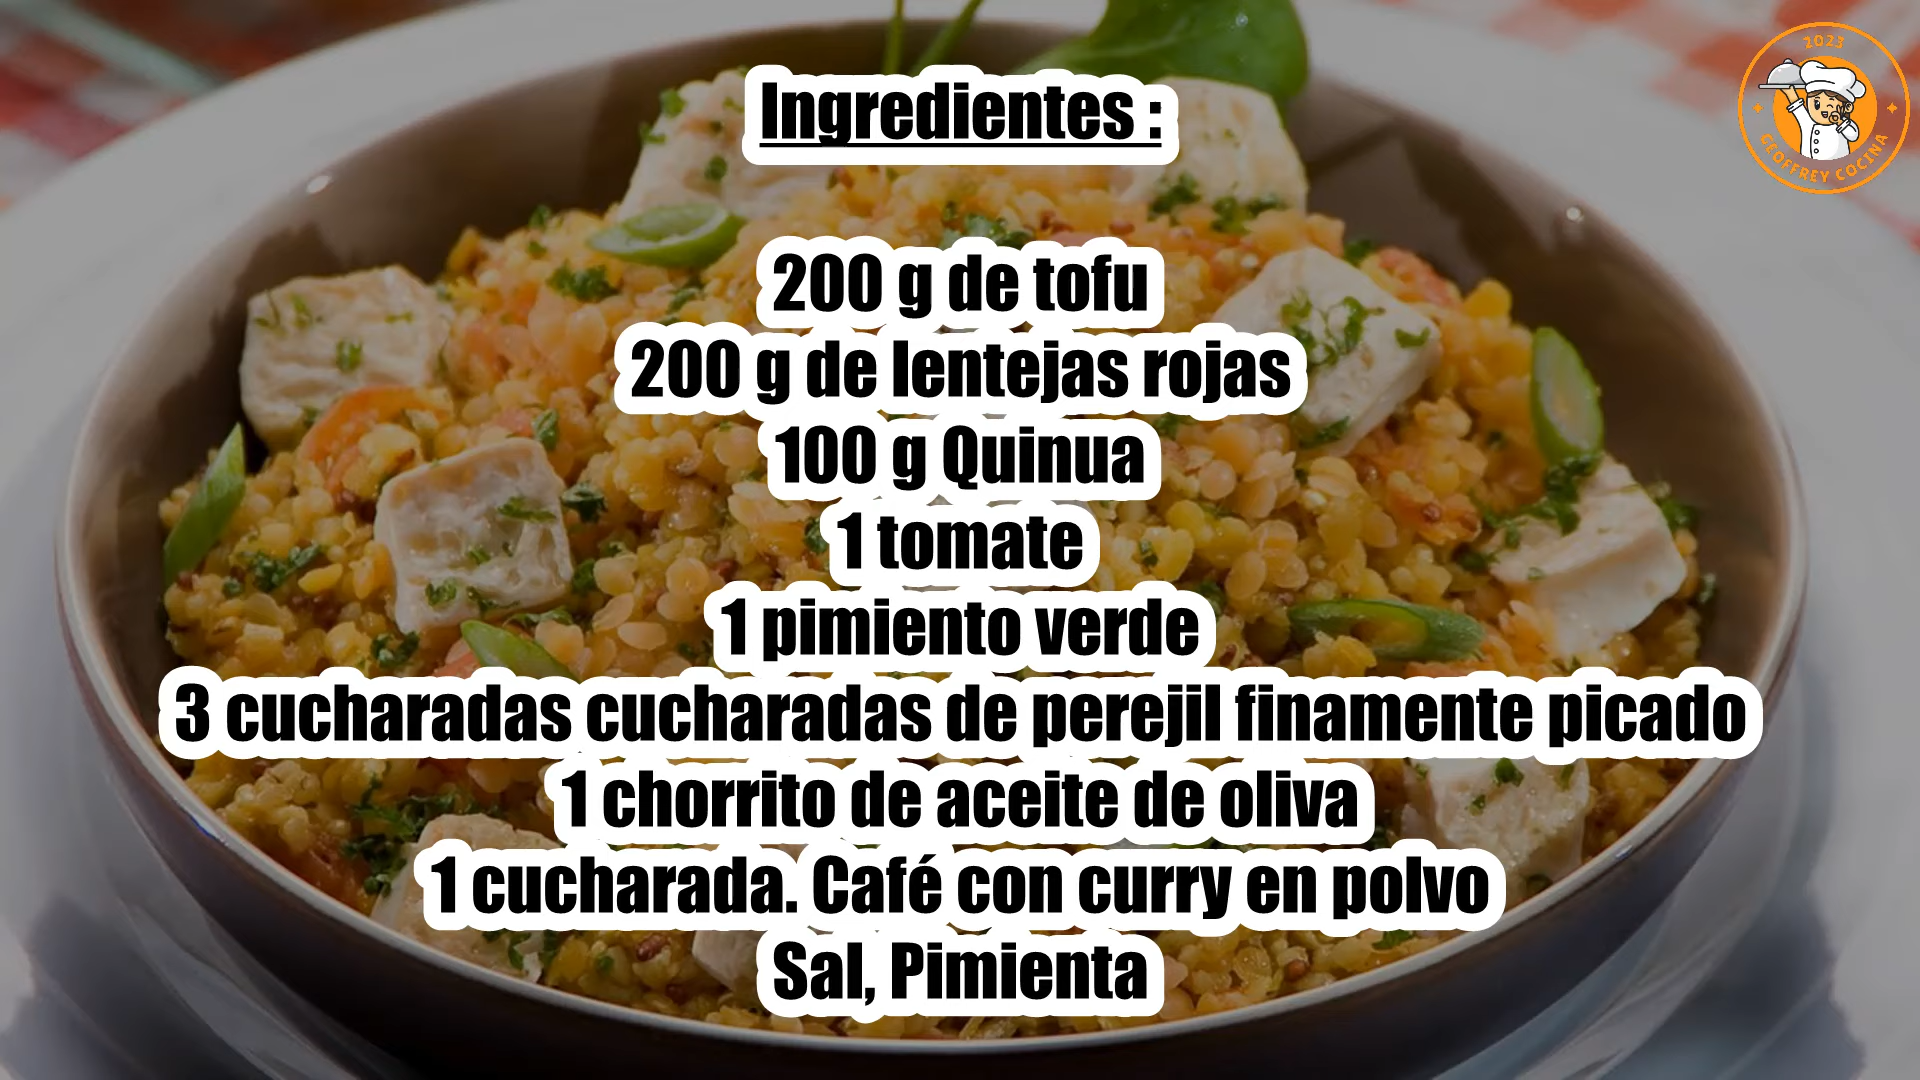 2023
GEOFFREY COCINA
Ingredientes :
200 g de tofu
200 g de lentejas rojas
100 g Quinua
1 tomate
1 pimiento verde
3 cucharadas cucharadas de perejil finamente picado
1 chorrito de aceite de oliva
1 cucharada. Café con curry en polvo
Sal, Pimienta